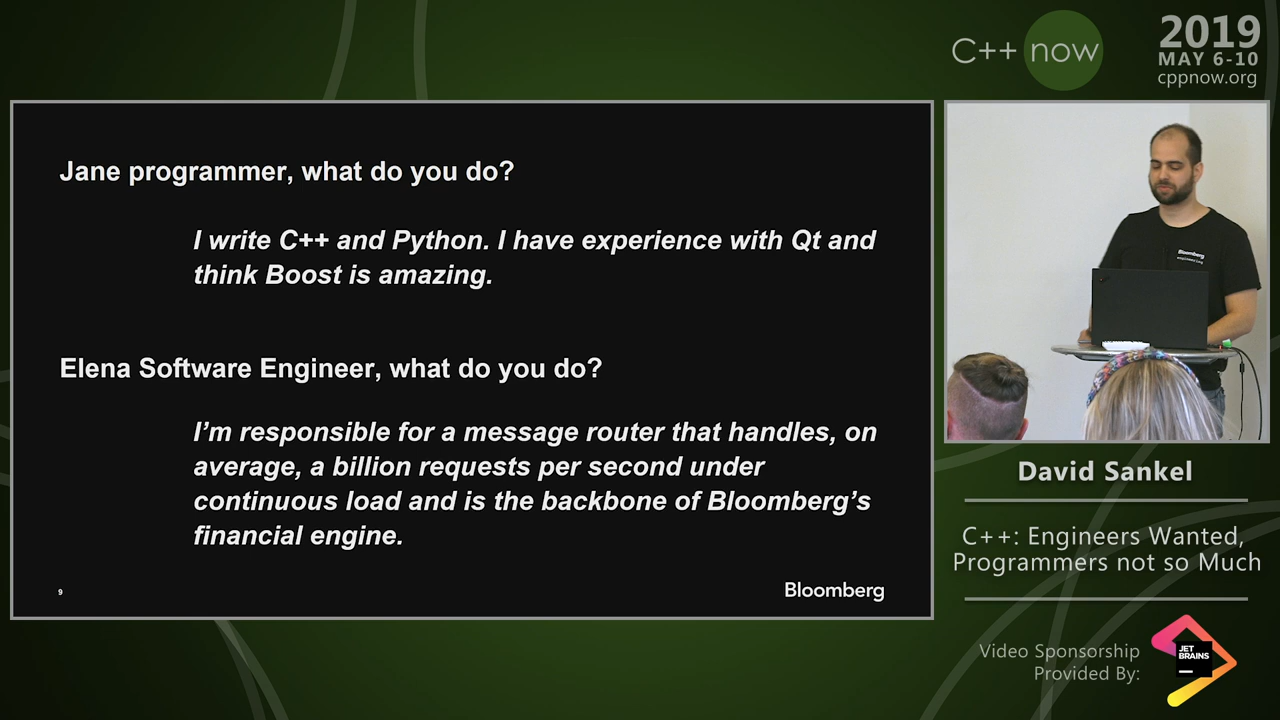 C++ now
2019
MAY 6-10
cppnow.org
Jane programmer, what do you do?
I write C++ and Python. I have experience with Qt and
think Boost is amazing.
Elena Software Engineer, what do you do?
I’m responsible for a message router that handles, on
average, a billion requests per second under
continuous load and is the backbone of Bloomberg’s
financial engine.
9
Bloomberg
Bloomberg
David Sankel
C++: Engineers Wanted,
Programmers not so Much
Video Sponsorship
Provided By:
JET
BRAINS